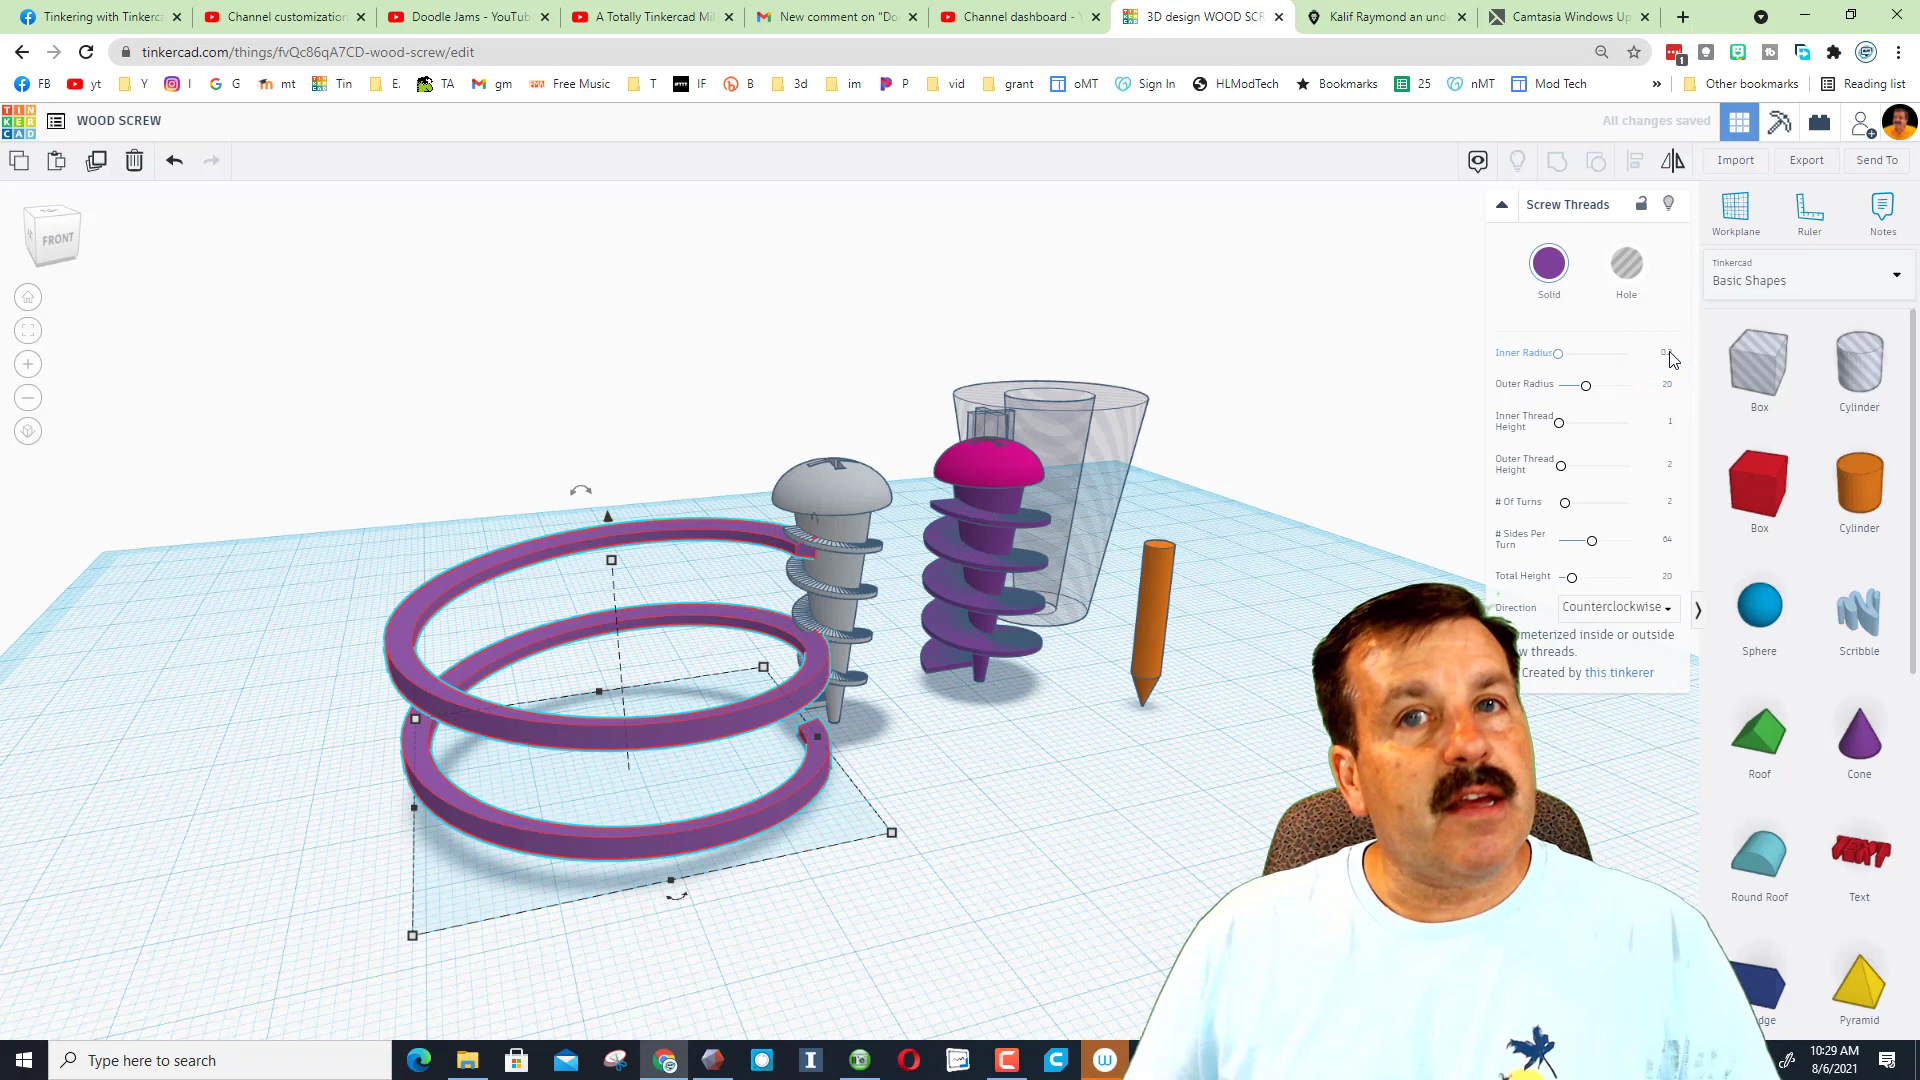 Tinkering with Tinkerca
Channel customization
Doodle Jams - YouTub
A Totally Tinkercad Mi
New comment on "Do
Channel dashboard - Y
3D design WOOD SCR
Kalif Raymond an und
Camtasia Windows Up
tinkercad.com/things/fvQc86qA7CD-wood-screw/edit
1
FB
yt
Y
I
G
mt
Tin
E.
TA
gm
Free Music
T
IF
B
3d
im
P
vid
grant
oMT
Sign In
HLModTech
Bookmarks
25
nMT
Mod Tech
»
Other bookmarks
Reading list
TIN
KER
CAD
WOOD SCREW
All changes saved
Import
Export
Send To
FRONT
Screw Threads
Workplane
Ruler
Notes
Solid
Hole
Tinkercad
Basic Shapes
Inner Radius
Outer Radius 20
Inner Thread
Height 1
Outer Thread
Height 2
# Of Turns 2
# Sides Per
Turn 64
Total Height 20
Direction Counterclockwise
meterized inside or outside
w threads.
Created by this tinkerer
Box
Cylinder
Box
Cylinder
Sphere
Scribble
Roof
Cone
TEXT
Round Roof
Text
Pyramid
Type here to search
10:29 AM
8/6/2021